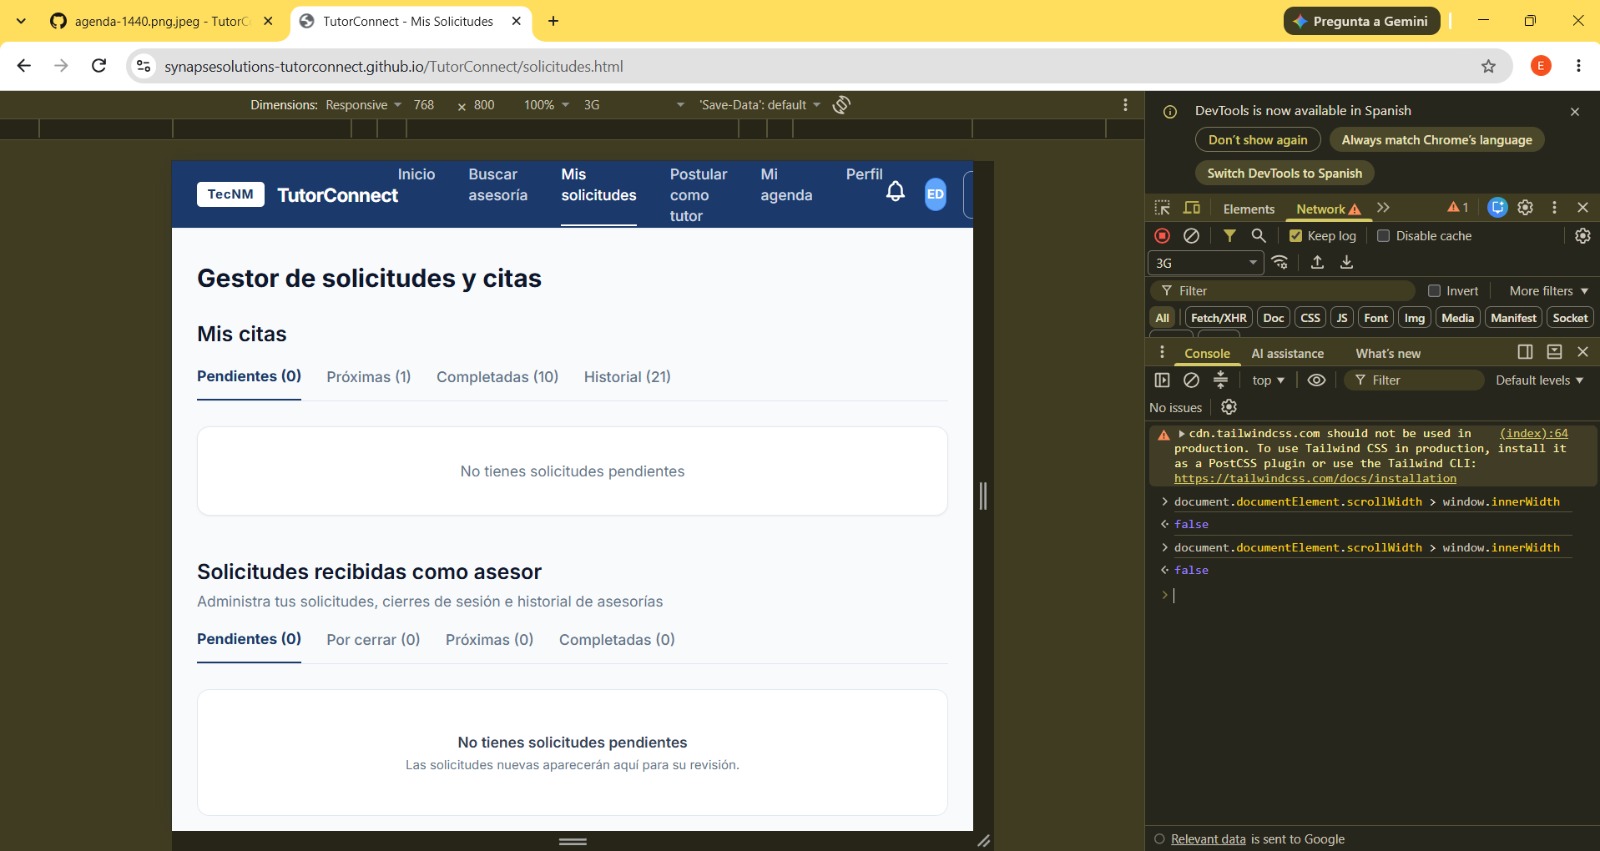 agenda-1440.png.jpeg - TutorC
TutorConnect - Mis Solicitudes
Pregunta a Gemini
synapsesolutions-tutorconnect.github.io/TutorConnect/solicitudes.html
E
Dimensions: Responsive 768 x 800 100% 3G 'Save-Data': default
TecNM TutorConnect
Inicio
Buscar asesoría
Mis solicitudes
Postular como tutor
Mi agenda
Perfil
ED
Gestor de solicitudes y citas
Mis citas
Pendientes (0) Próximas (1) Completadas (10) Historial (21)
No tienes solicitudes pendientes
Solicitudes recibidas como asesor
Administra tus solicitudes, cierres de sesión e historial de asesorías
Pendientes (0) Por cerrar (0) Próximas (0) Completadas (0)
No tienes solicitudes pendientes
Las solicitudes nuevas aparecerán aquí para su revisión.
DevTools is now available in Spanish
Don't show again Always match Chrome's language
Switch DevTools to Spanish
Elements Network 1
Keep log Disable cache
3G
Filter Invert More filters
All Fetch/XHR Doc CSS JS Font Img Media Manifest Socket
Console AI assistance What's new
top Filter Default levels
No issues
cdn.tailwindcss.com should not be used in (index):64
production. To use Tailwind CSS in production, install it
as a PostCSS plugin or use the Tailwind CLI:
https://tailwindcss.com/docs/installation
document.documentElement.scrollWidth > window.innerWidth
false
document.documentElement.scrollWidth > window.innerWidth
false
Relevant data is sent to Google